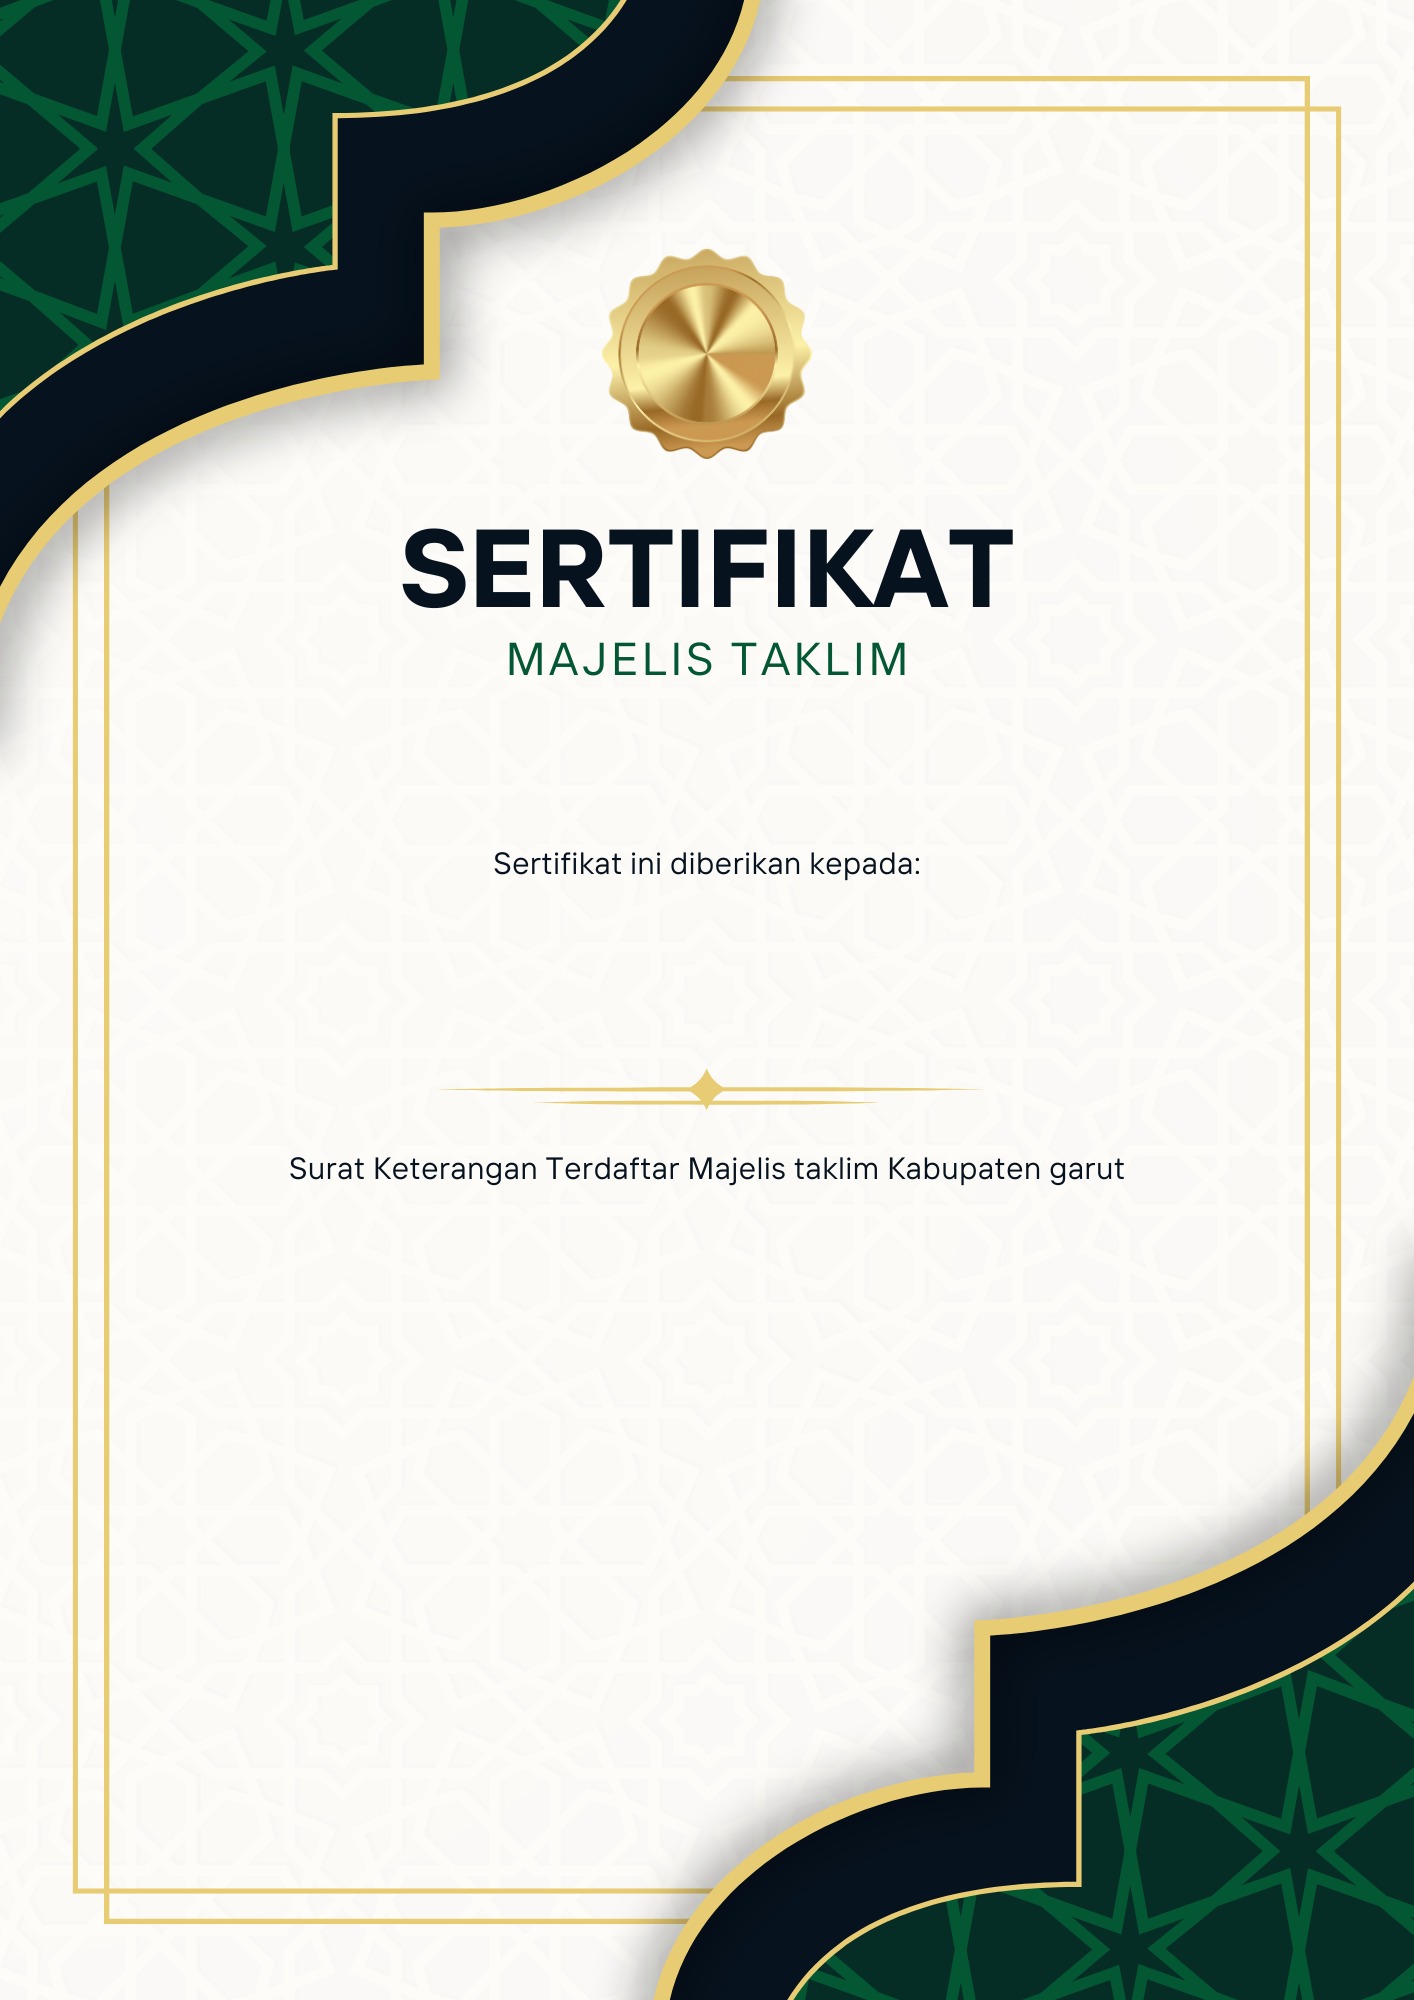 SERTIFIKAT
MAJELIS TAKLIM
Sertifikat ini diberikan kepada:
Surat Keterangan Terdaftar Majelis taklim Kabupaten garut